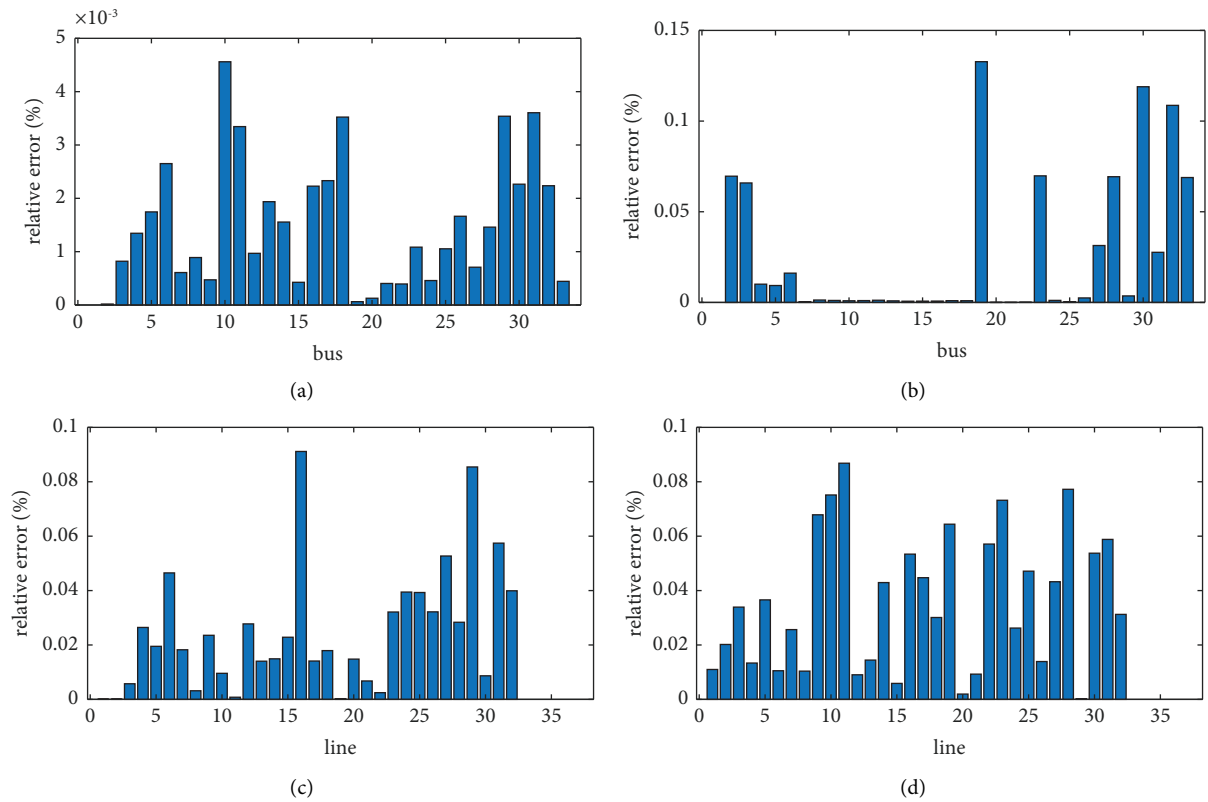 ×10-3
5
4
3
2
1
0
relative error (%)
0 5 10 15 20 25 30
bus
(a)
0.15
0.1
0.05
0
relative error (%)
0 5 10 15 20 25 30
bus
(b)
0.1
0.08
0.06
0.04
0.02
0
relative error (%)
0 5 10 15 20 25 30 35
line
(c)
0.1
0.08
0.06
0.04
0.02
0
relative error (%)
0 5 10 15 20 25 30 35
line
(d)